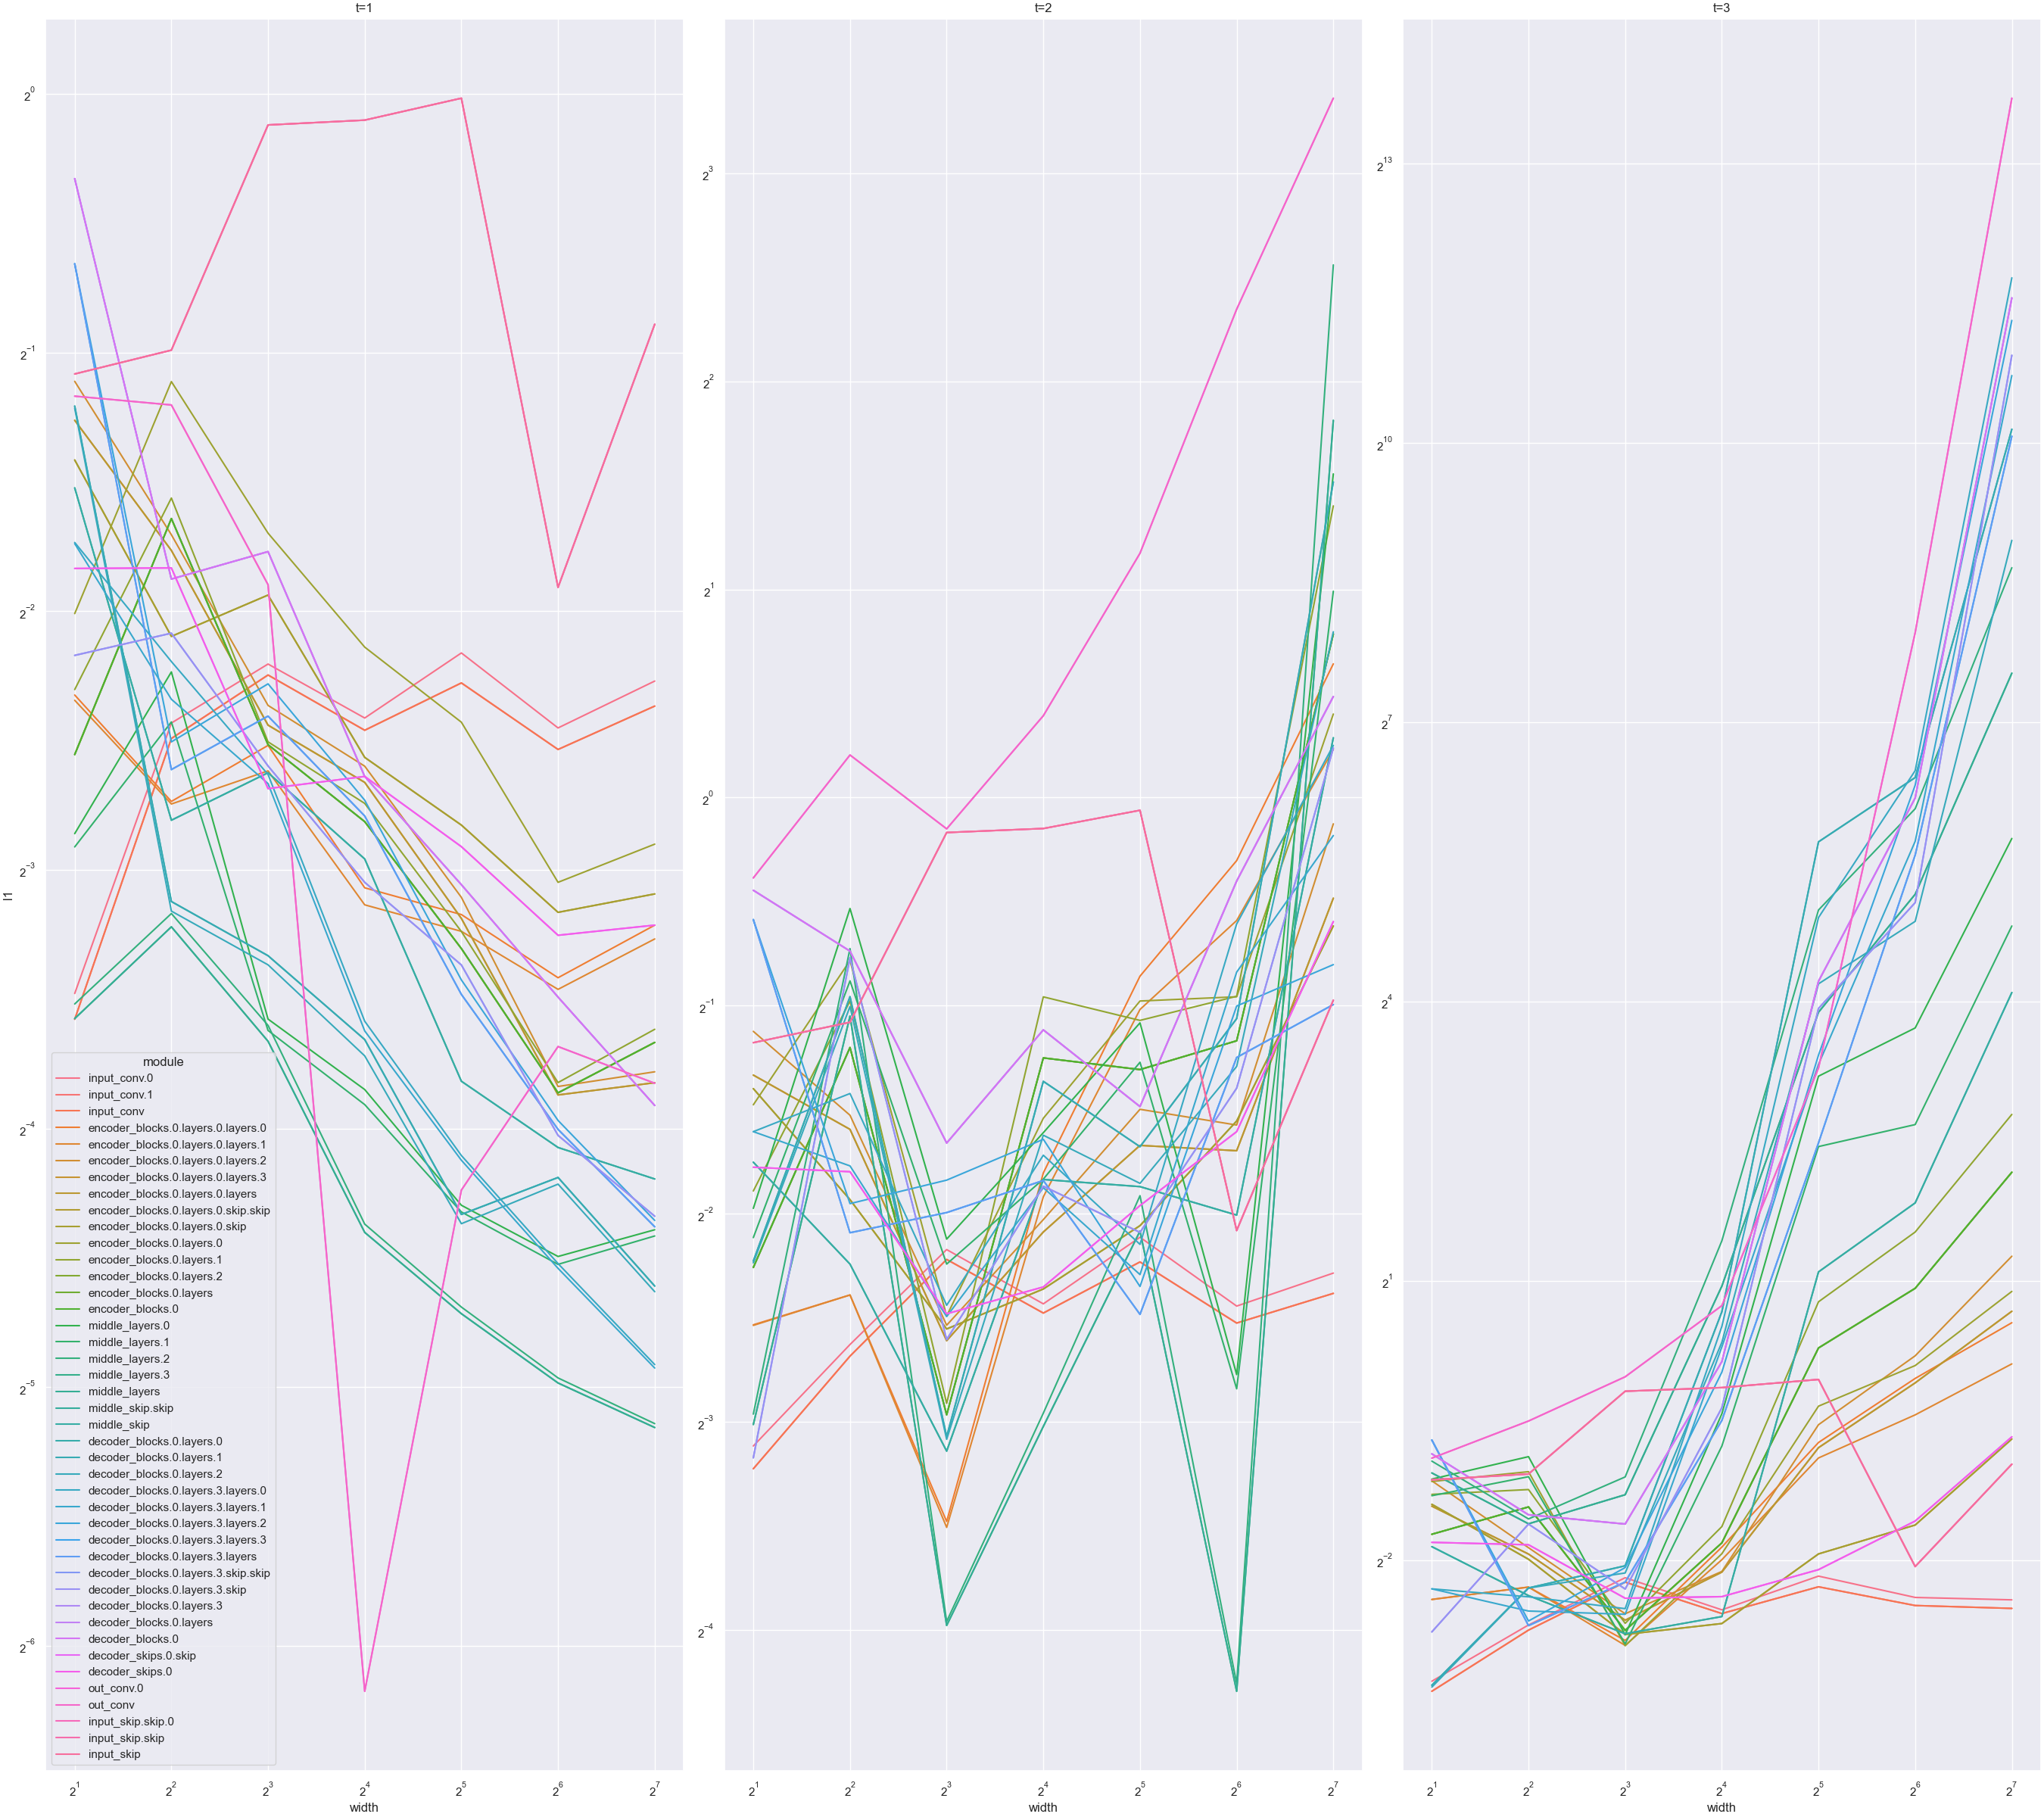 t=1
t=2
t=3
2^0
2^-1
2^-2
2^-3
2^-4
2^-5
2^-6
l1
2^3
2^2
2^1
2^0
2^-1
2^-2
2^-3
2^-4
2^13
2^10
2^7
2^4
2^1
2^-2
module
input_conv.0
input_conv.1
input_conv
encoder_blocks.0.layers.0.layers.0
encoder_blocks.0.layers.0.layers.1
encoder_blocks.0.layers.0.layers.2
encoder_blocks.0.layers.0.layers.3
encoder_blocks.0.layers.0.layers
encoder_blocks.0.layers.0.skip.skip
encoder_blocks.0.layers.0.skip
encoder_blocks.0.layers.0
encoder_blocks.0.layers.1
encoder_blocks.0.layers.2
encoder_blocks.0.layers
encoder_blocks.0
middle_layers.0
middle_layers.1
middle_layers.2
middle_layers.3
middle_layers
middle_skip.skip
middle_skip
decoder_blocks.0.layers.0
decoder_blocks.0.layers.1
decoder_blocks.0.layers.2
decoder_blocks.0.layers.3.layers.0
decoder_blocks.0.layers.3.layers.1
decoder_blocks.0.layers.3.layers.2
decoder_blocks.0.layers.3.layers.3
decoder_blocks.0.layers.3.layers
decoder_blocks.0.layers.3.skip.skip
decoder_blocks.0.layers.3.skip
decoder_blocks.0.layers.3
decoder_blocks.0.layers
decoder_blocks.0
decoder_skips.0.skip
decoder_skips.0
out_conv.0
out_conv
input_skip.skip.0
input_skip.skip
input_skip
2^1 2^2 2^3 2^4 2^5 2^6 2^7
width
2^1 2^2 2^3 2^4 2^5 2^6 2^7
width
2^1 2^2 2^3 2^4 2^5 2^6 2^7
width